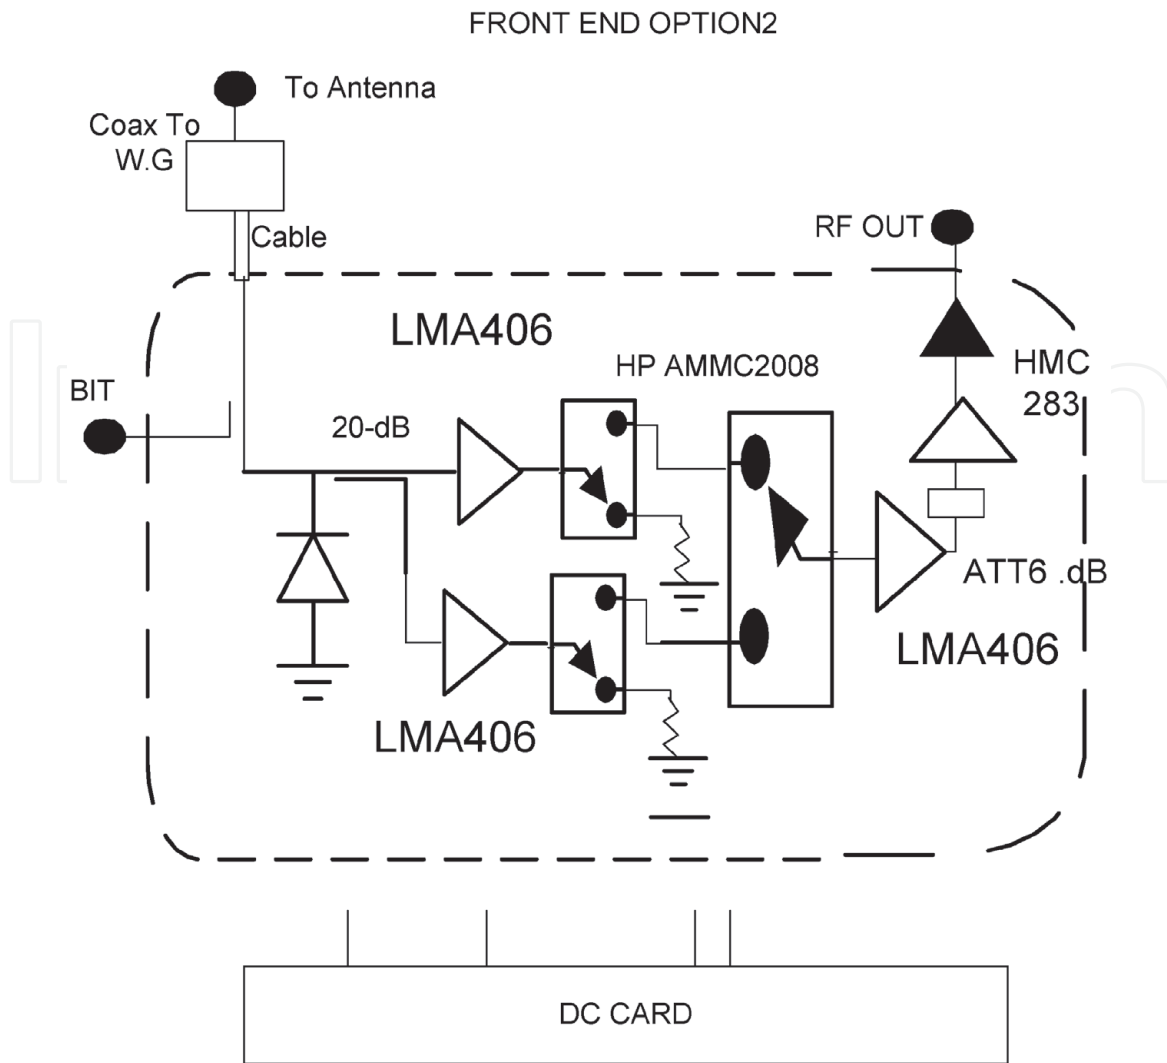 FRONT END OPTION2
To Antenna
Coax To
W.G
Cable
RF OUT
LMA406
HP AMMC2008
HMC
283
BIT
20-dB
ATT6 .dB
LMA406
LMA406
DC CARD